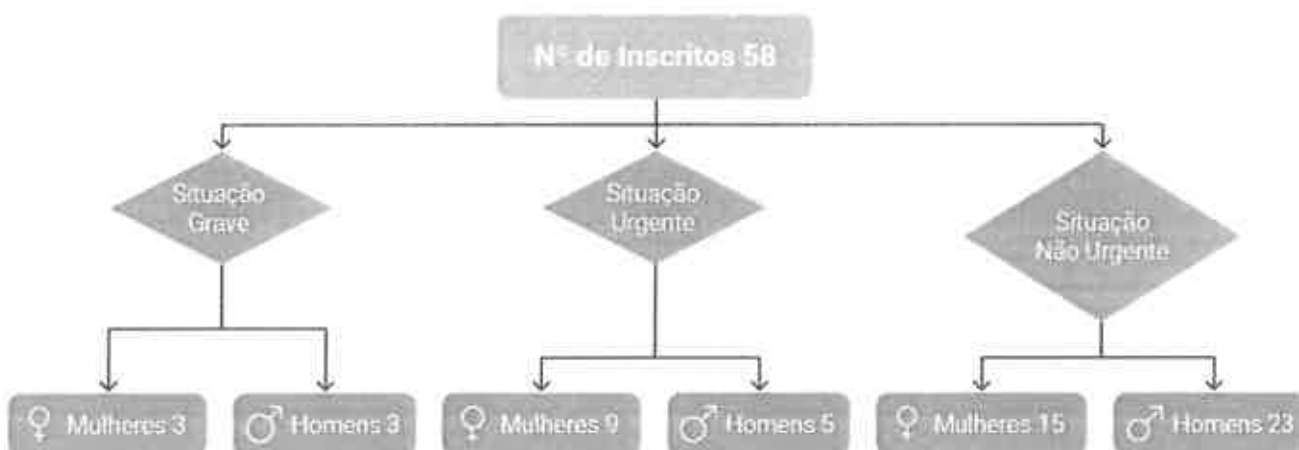 Nº de Inscritos 58
Situação
Grave
Situação
Urgente
Situação
Não Urgente
Mulheres 3
Homens 3
Mulheres 9
Homens 5
Mulheres 15
Homens 23